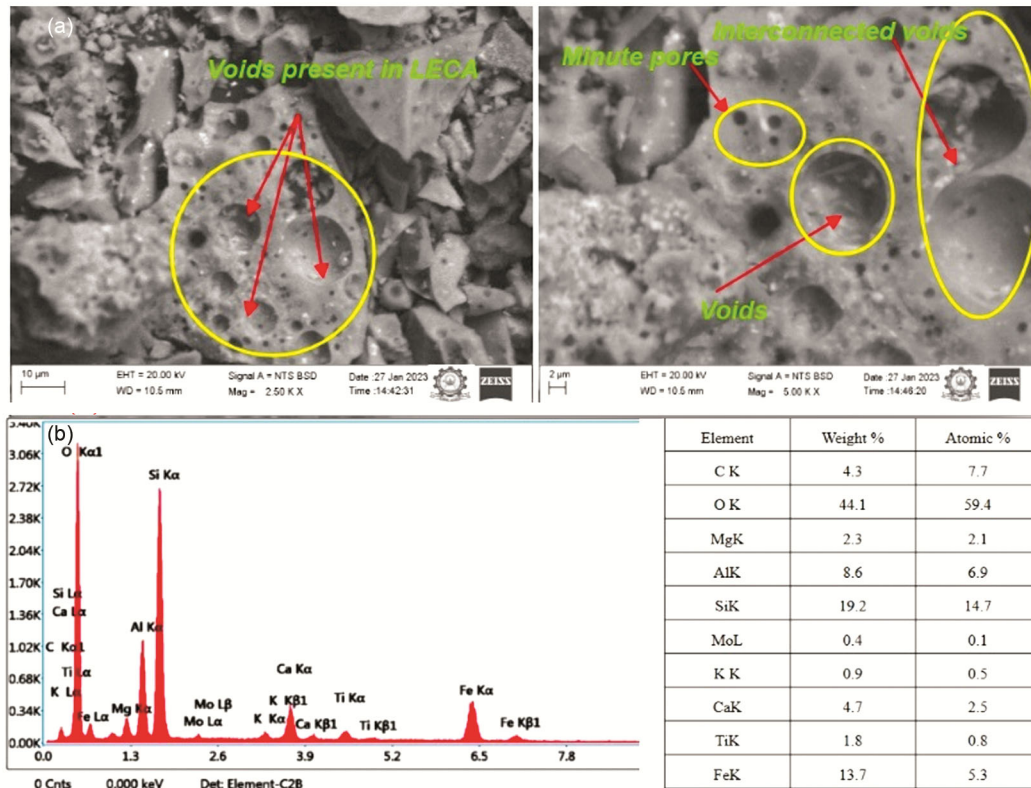 (a)
Voids present in LECA
10 µm
EHT = 20.00 kV
WD = 10.5 mm
Signal A = NTS BSD
Mag = 2.50 K X
Date :27 Jan 2023
Time :14:42:31
ZEISS
Interconnected voids
Minute pores
Voids
2 µm
EHT = 20.00 kV
WD = 10.5 mm
Signal A = NTS BSD
Mag = 5.00 K X
Date :27 Jan 2023
Time :14:46:20
ZEISS
(b)
3.40K
3.06K
2.72K
2.38K
2.04K
1.70K
1.36K
1.02K
0.68K
0.34K
0.00K
O Kα1
Si Kα
Si Lα
Ca Lα
C Kα1
Ti Lα
K Lα
Fe Lα
Mg Kα
Al Kα
Mo Lβ
Mo Lα
K Kα
K Kβ1
Ca Kα
Ca Kβ1
Ti Kα
Ti Kβ1
Fe Kα
Fe Kβ1
0.0 1.3 2.6 3.9 5.2 6.5 7.8
0 Cnts 0.000 keV Det: Element-C2B
Element Weight % Atomic %
C K 4.3 7.7
O K 44.1 59.4
MgK 2.3 2.1
AlK 8.6 6.9
SiK 19.2 14.7
MoL 0.4 0.1
K K 0.9 0.5
CaK 4.7 2.5
TiK 1.8 0.8
FeK 13.7 5.3